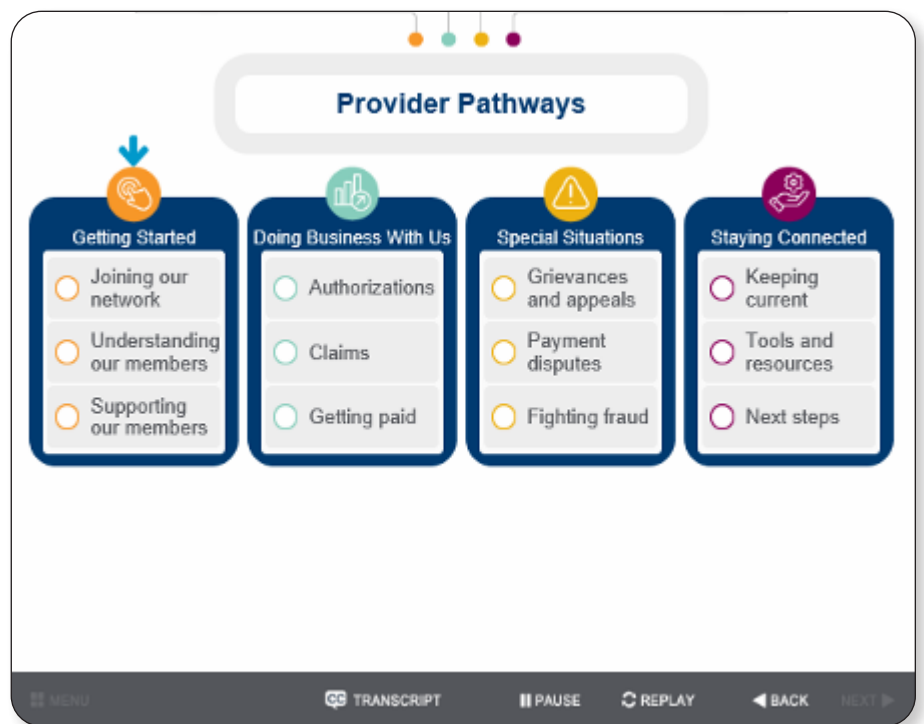 Provider Pathways
Getting Started
Joining our
network
Understanding
our members
Supporting
our members
Doing Business With Us
Authorizations
Claims
Getting paid
Special Situations
Grievances
and appeals
Payment
disputes
Fighting fraud
Staying Connected
Keeping
current
Tools and
resources
Next steps
MENU
CC TRANSCRIPT
PAUSE
REPLAY
BACK
NEXT